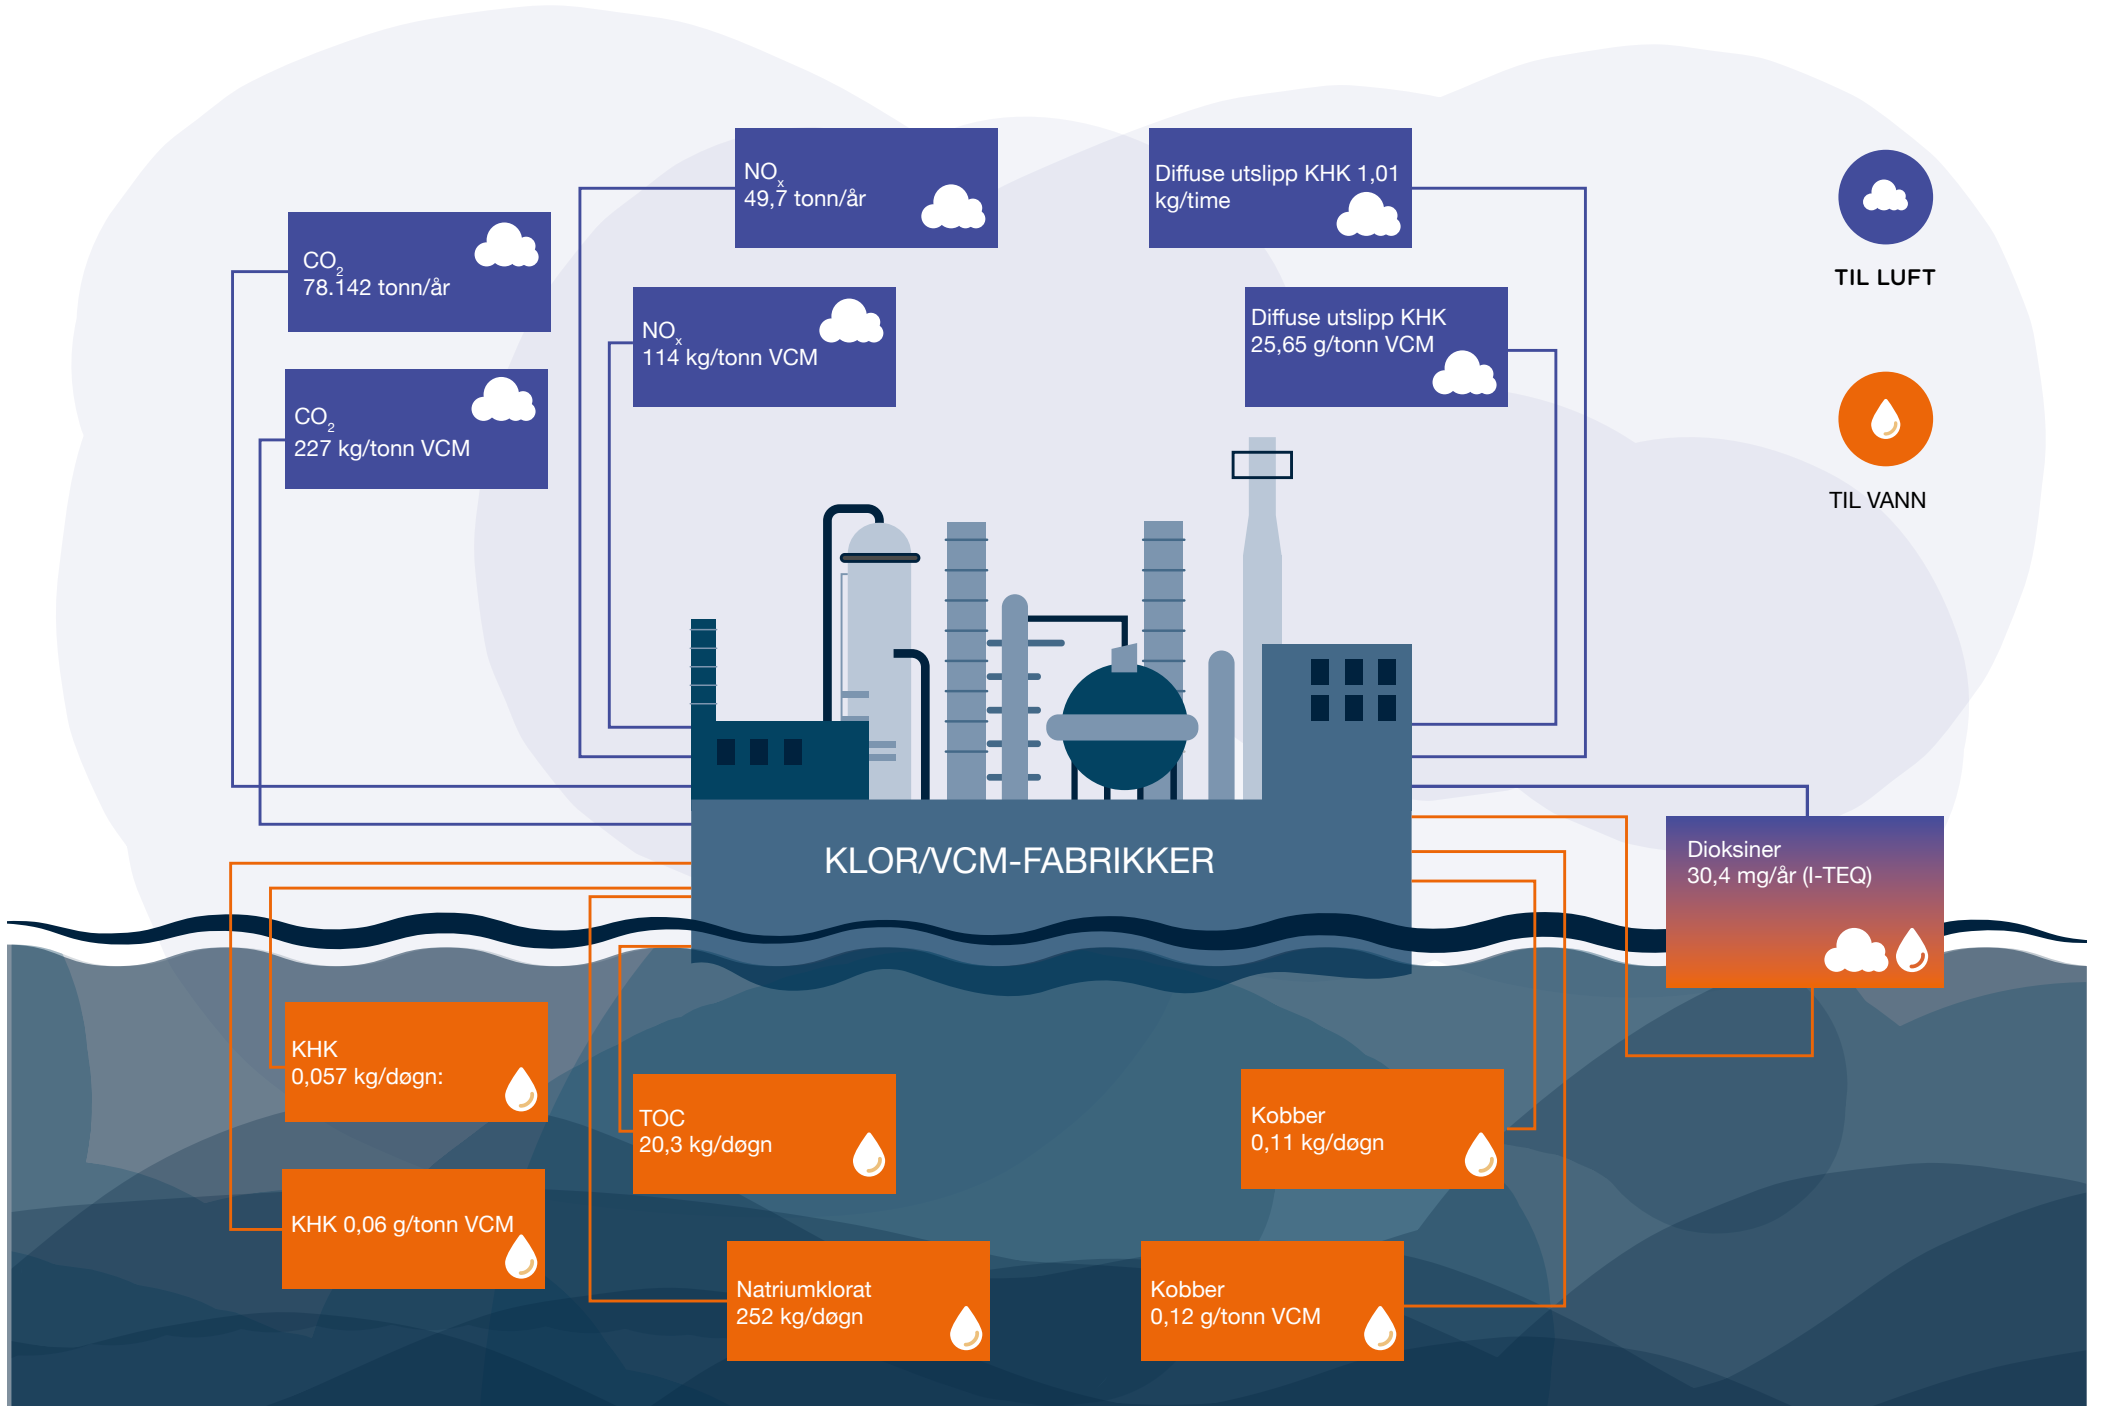 NOx
49,7 tonn/år
Diffuse utslipp KHK 1,01
kg/time
CO2
78.142 tonn/år
TIL LUFT
NOx
114 kg/tonn VCM
Diffuse utslipp KHK
25,65 g/tonn VCM
CO2
227 kg/tonn VCM
TIL VANN
KLOR/VCM-FABRIKKER
Dioksiner
30,4 mg/år (I-TEQ)
KHK
0,057 kg/døgn:
TOC
20,3 kg/døgn
Kobber
0,11 kg/døgn
KHK 0,06 g/tonn VCM
Natriumklorat
252 kg/døgn
Kobber
0,12 g/tonn VCM